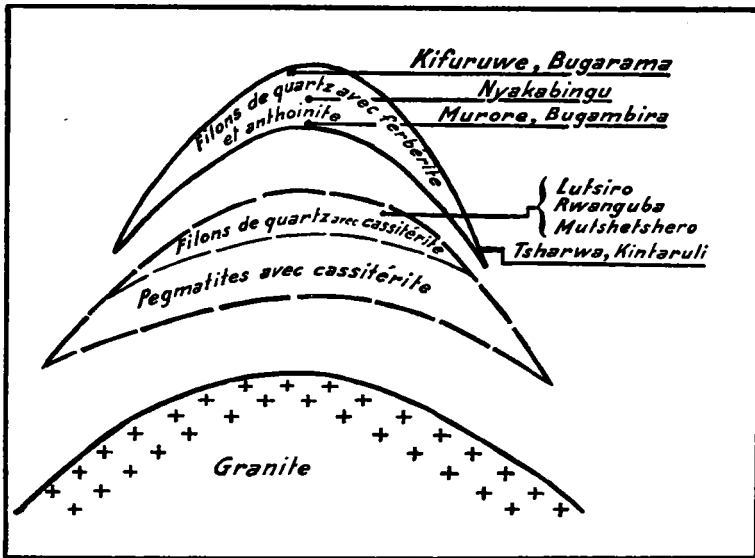 Kifuruwe, Bugarama
Nyakabingu
Murore, Bugambira
Filons de quartz avec ferbérite
et anthoinite
Lutsiro
Rwanguba
Mutshetshero
Tsharwa, Kintaruli
Filons de quartz avec cassitérite
Pegmatites avec cassitérite
Granite